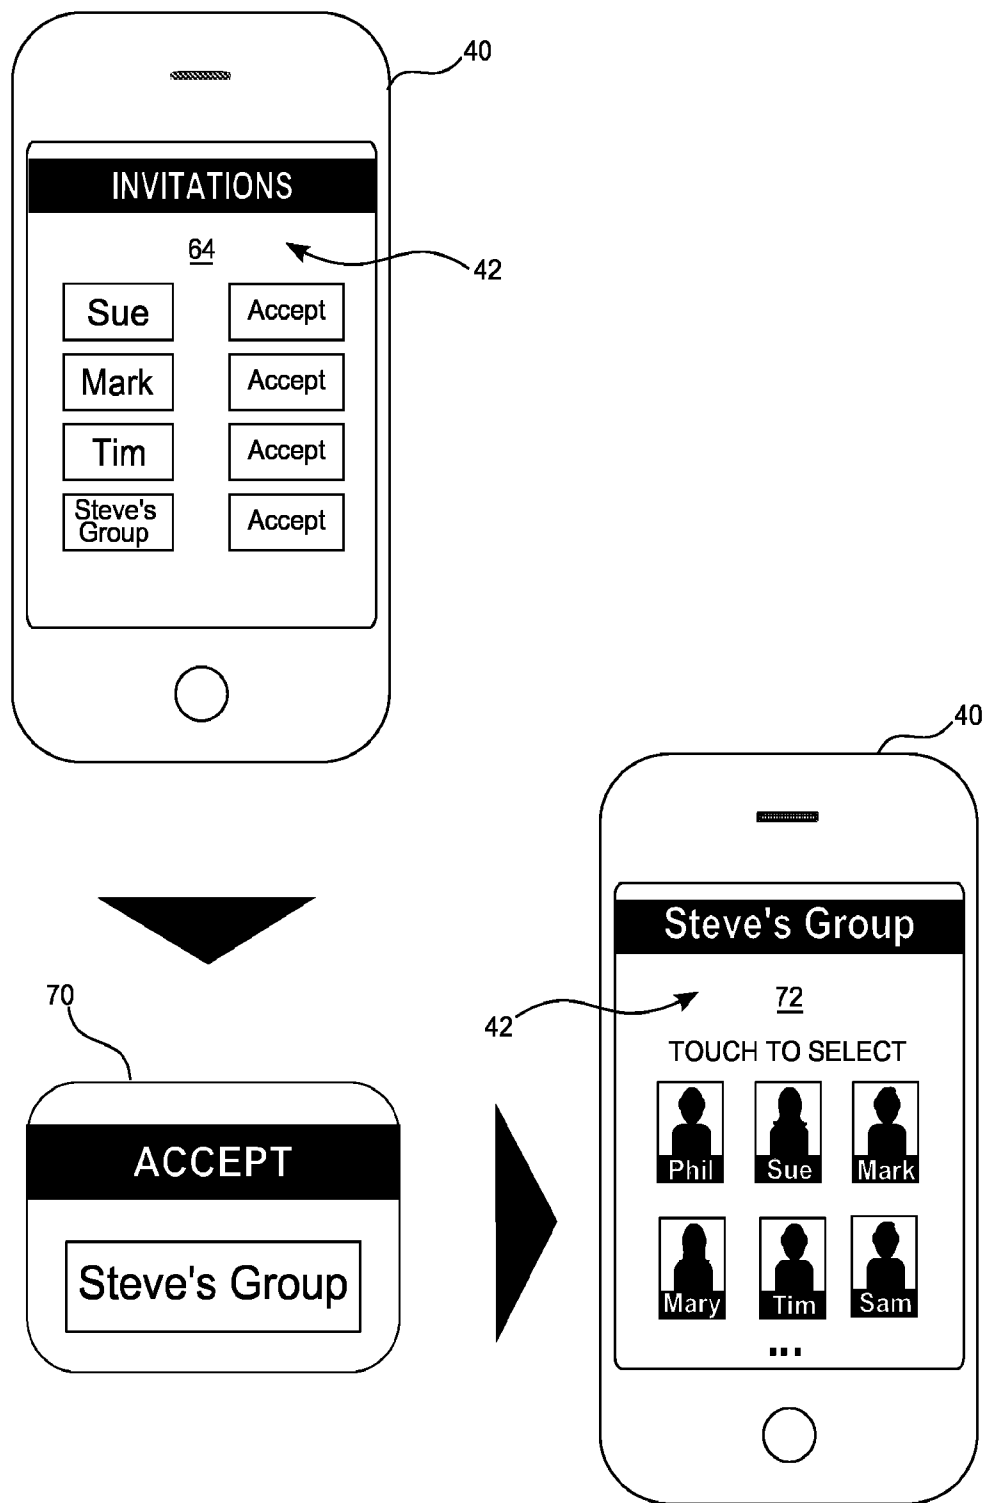 40
INVITATIONS
64
42
Sue Accept
Mark Accept
Tim Accept
Steve's
Group
Accept
40
Steve's Group
72
42
TOUCH TO SELECT
Phil Sue Mark
Mary Tim Sam
...
70
ACCEPT
Steve's Group